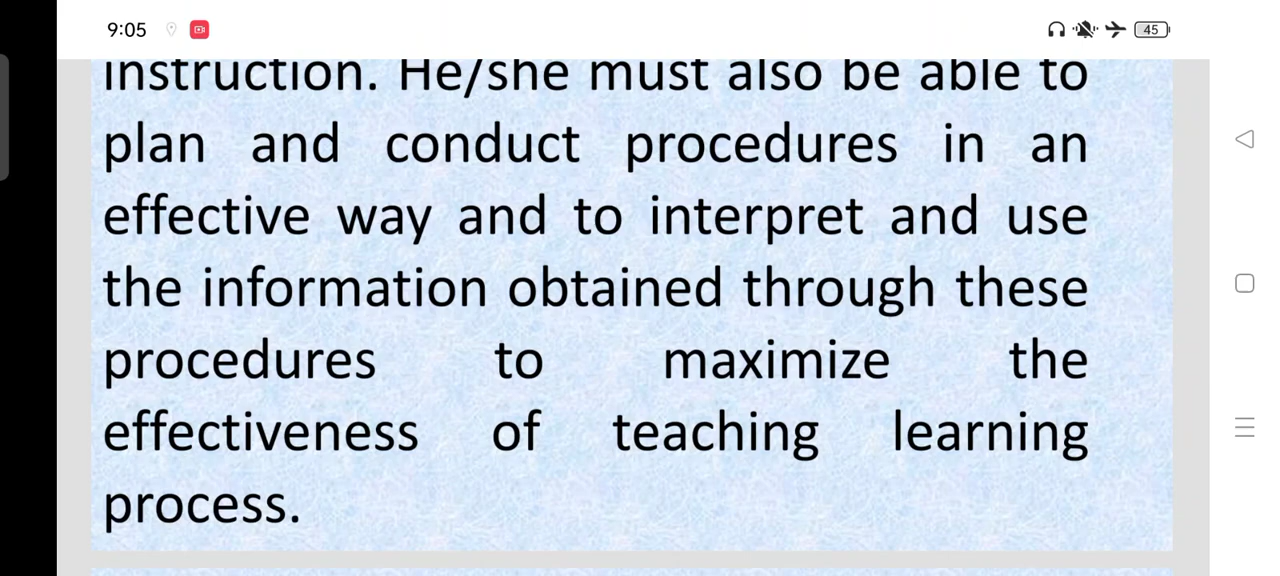 9:05
45
instruction. He/she must also be able to
plan and conduct procedures in an
effective way and to interpret and use
the information obtained through these
procedures to maximize the
effectiveness of teaching learning
process.